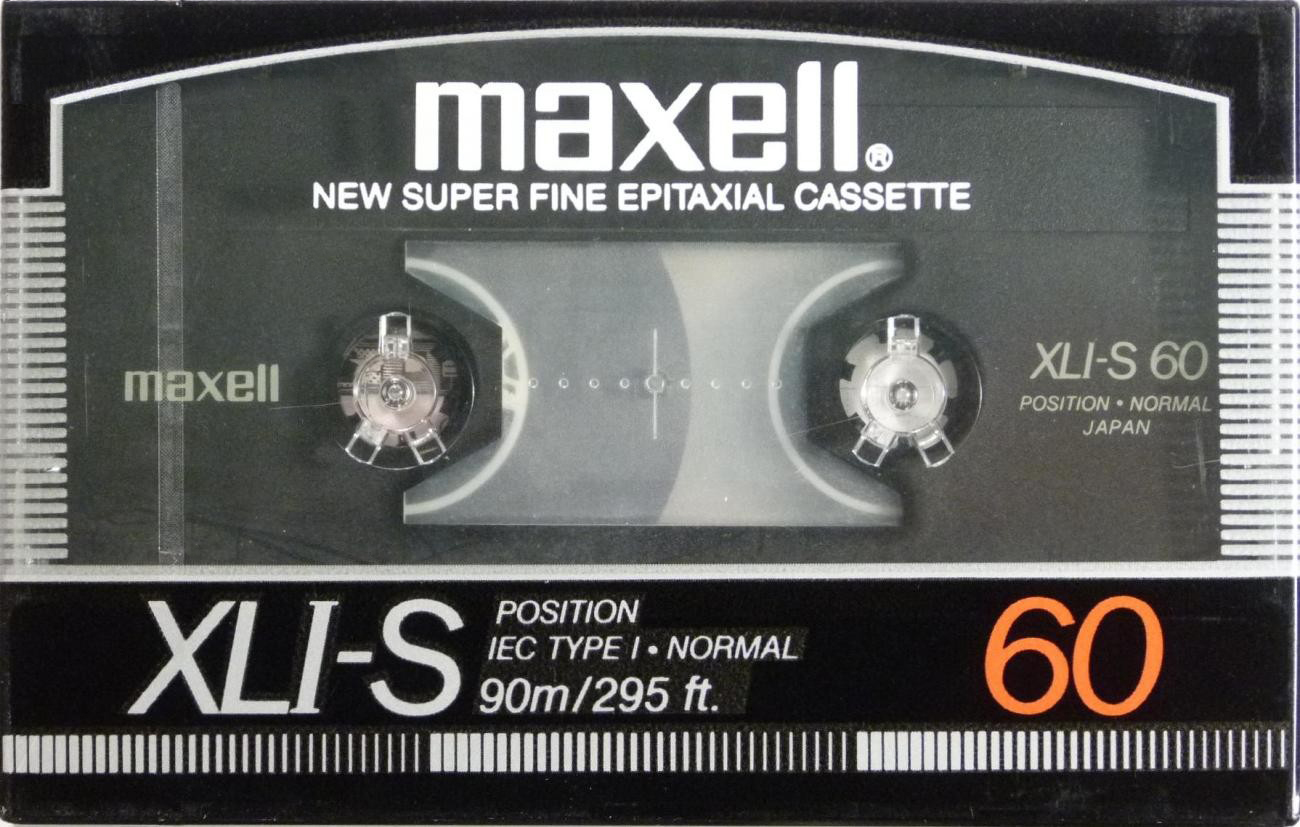 maxell®
NEW SUPER FINE EPITAXIAL CASSETTE
maxell
XLI-S 60
POSITION • NORMAL
JAPAN
XLI-S
POSITION
IEC TYPE I • NORMAL
90m/295 ft.
60